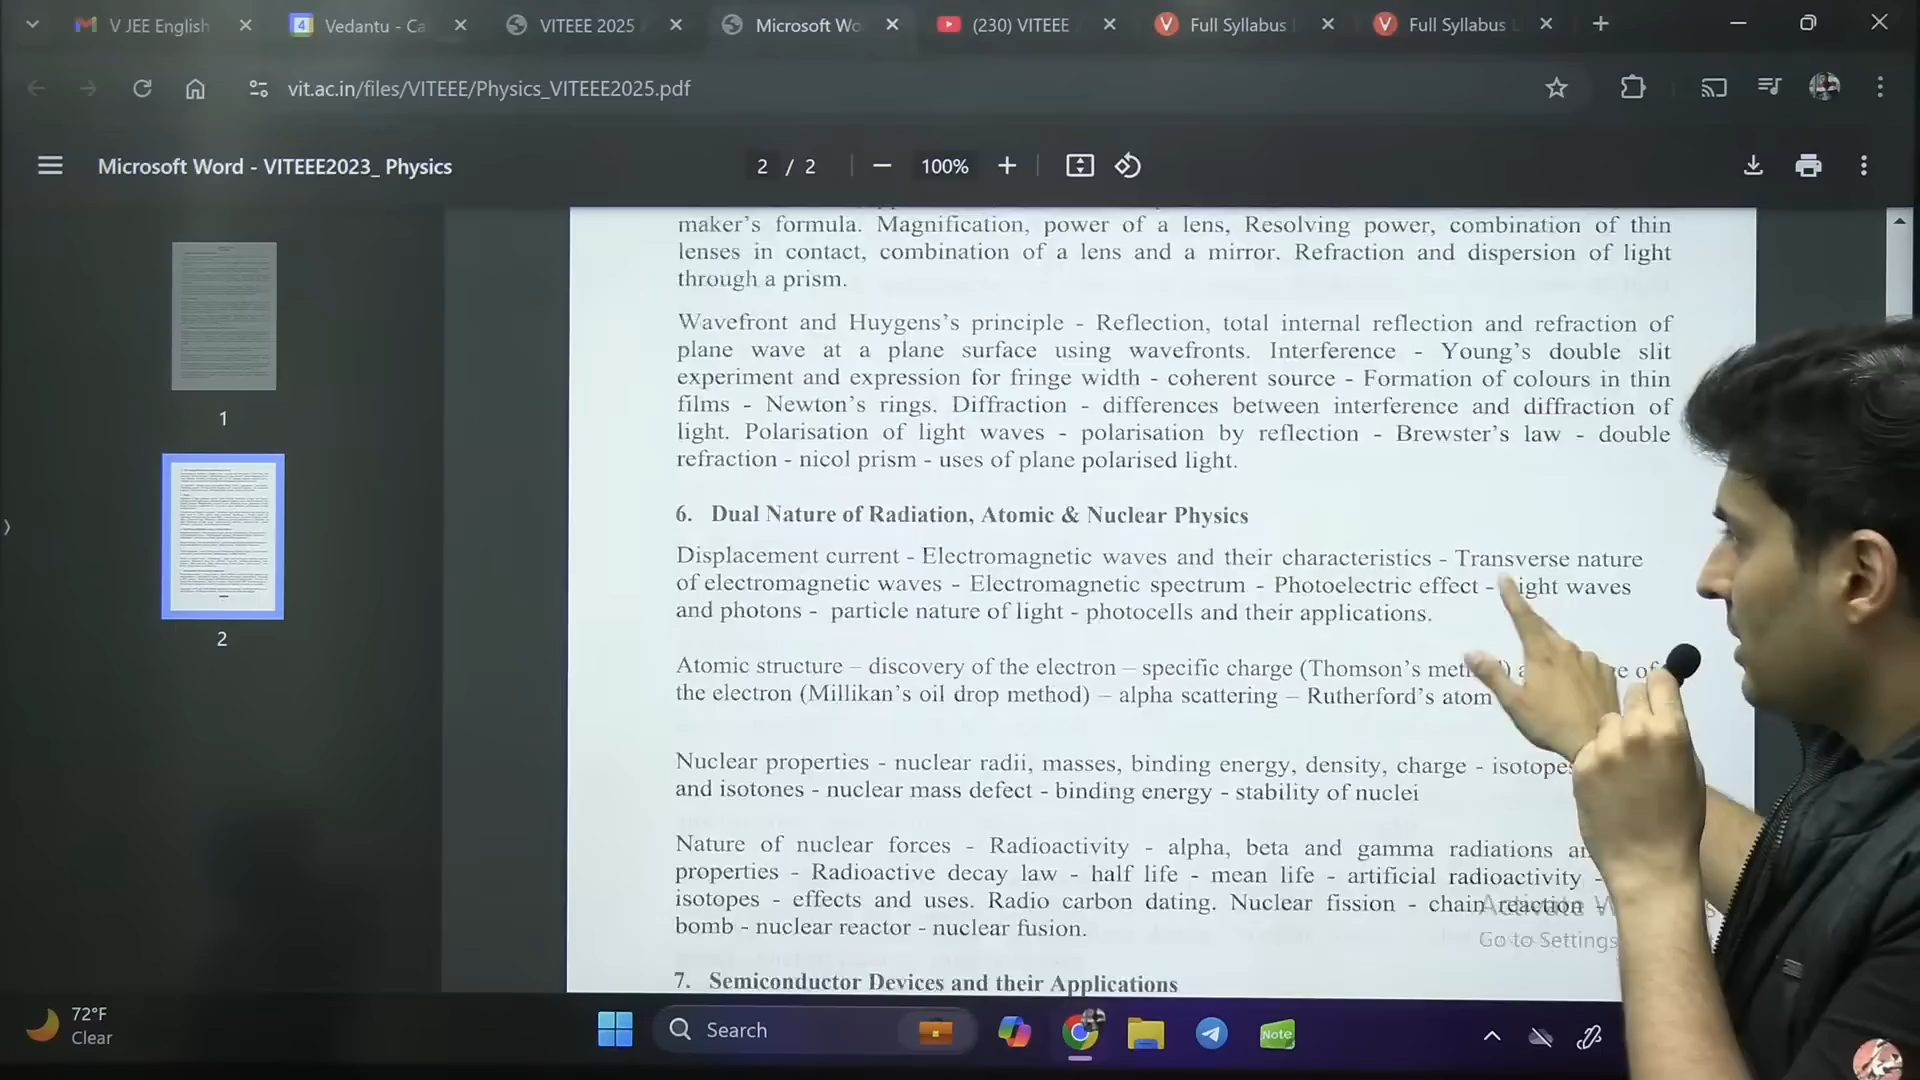 V JEE English
4
Vedantu - Ca
VITEEE 2025
Microsoft Wo
(230) VITEEE
V
Full Syllabus
V
Full Syllabus
vit.ac.in/files/VITEEE/Physics_VITEEE2025.pdf
Microsoft Word - VITEEE2023_ Physics
2 / 2
100%
1
2
maker's formula. Magnification, power of a lens, Resolving power, combination of thin
lenses in contact, combination of a lens and a mirror. Refraction and dispersion of light
through a prism.
Wavefront and Huygens's principle - Reflection, total internal reflection and refraction of
plane wave at a plane surface using wavefronts. Interference - Young's double slit
experiment and expression for fringe width - coherent source - Formation of colours in thin
films - Newton's rings. Diffraction - differences between interference and diffraction of
light. Polarisation of light waves - polarisation by reflection - Brewster's law - double
refraction - nicol prism - uses of plane polarised light.
6. Dual Nature of Radiation, Atomic & Nuclear Physics
Displacement current - Electromagnetic waves and their characteristics - Transverse nature
of electromagnetic waves - Electromagnetic spectrum - Photoelectric effect - ight waves
and photons - particle nature of light - photocells and their applications.
Atomic structure – discovery of the electron – specific charge (Thomson's of
the electron (Millikan's oil drop method) – alpha scattering – Rutherford's atom
Nuclear properties - nuclear radii, masses, binding energy, density, charge - isotopes
and isotones - nuclear mass defect - binding energy - stability of nuclei
Nature of nuclear forces - Radioactivity - alpha, beta and gamma radiations
properties - Radioactive decay law - half life - mean life - artificial radioactivity -
isotopes - effects and uses. Radio carbon dating. Nuclear fission - chain reaction -
bomb - nuclear reactor - nuclear fusion.
Activate
Go to Settings
7. Semiconductor Devices and their Applications
72°F
Clear
Search
Note